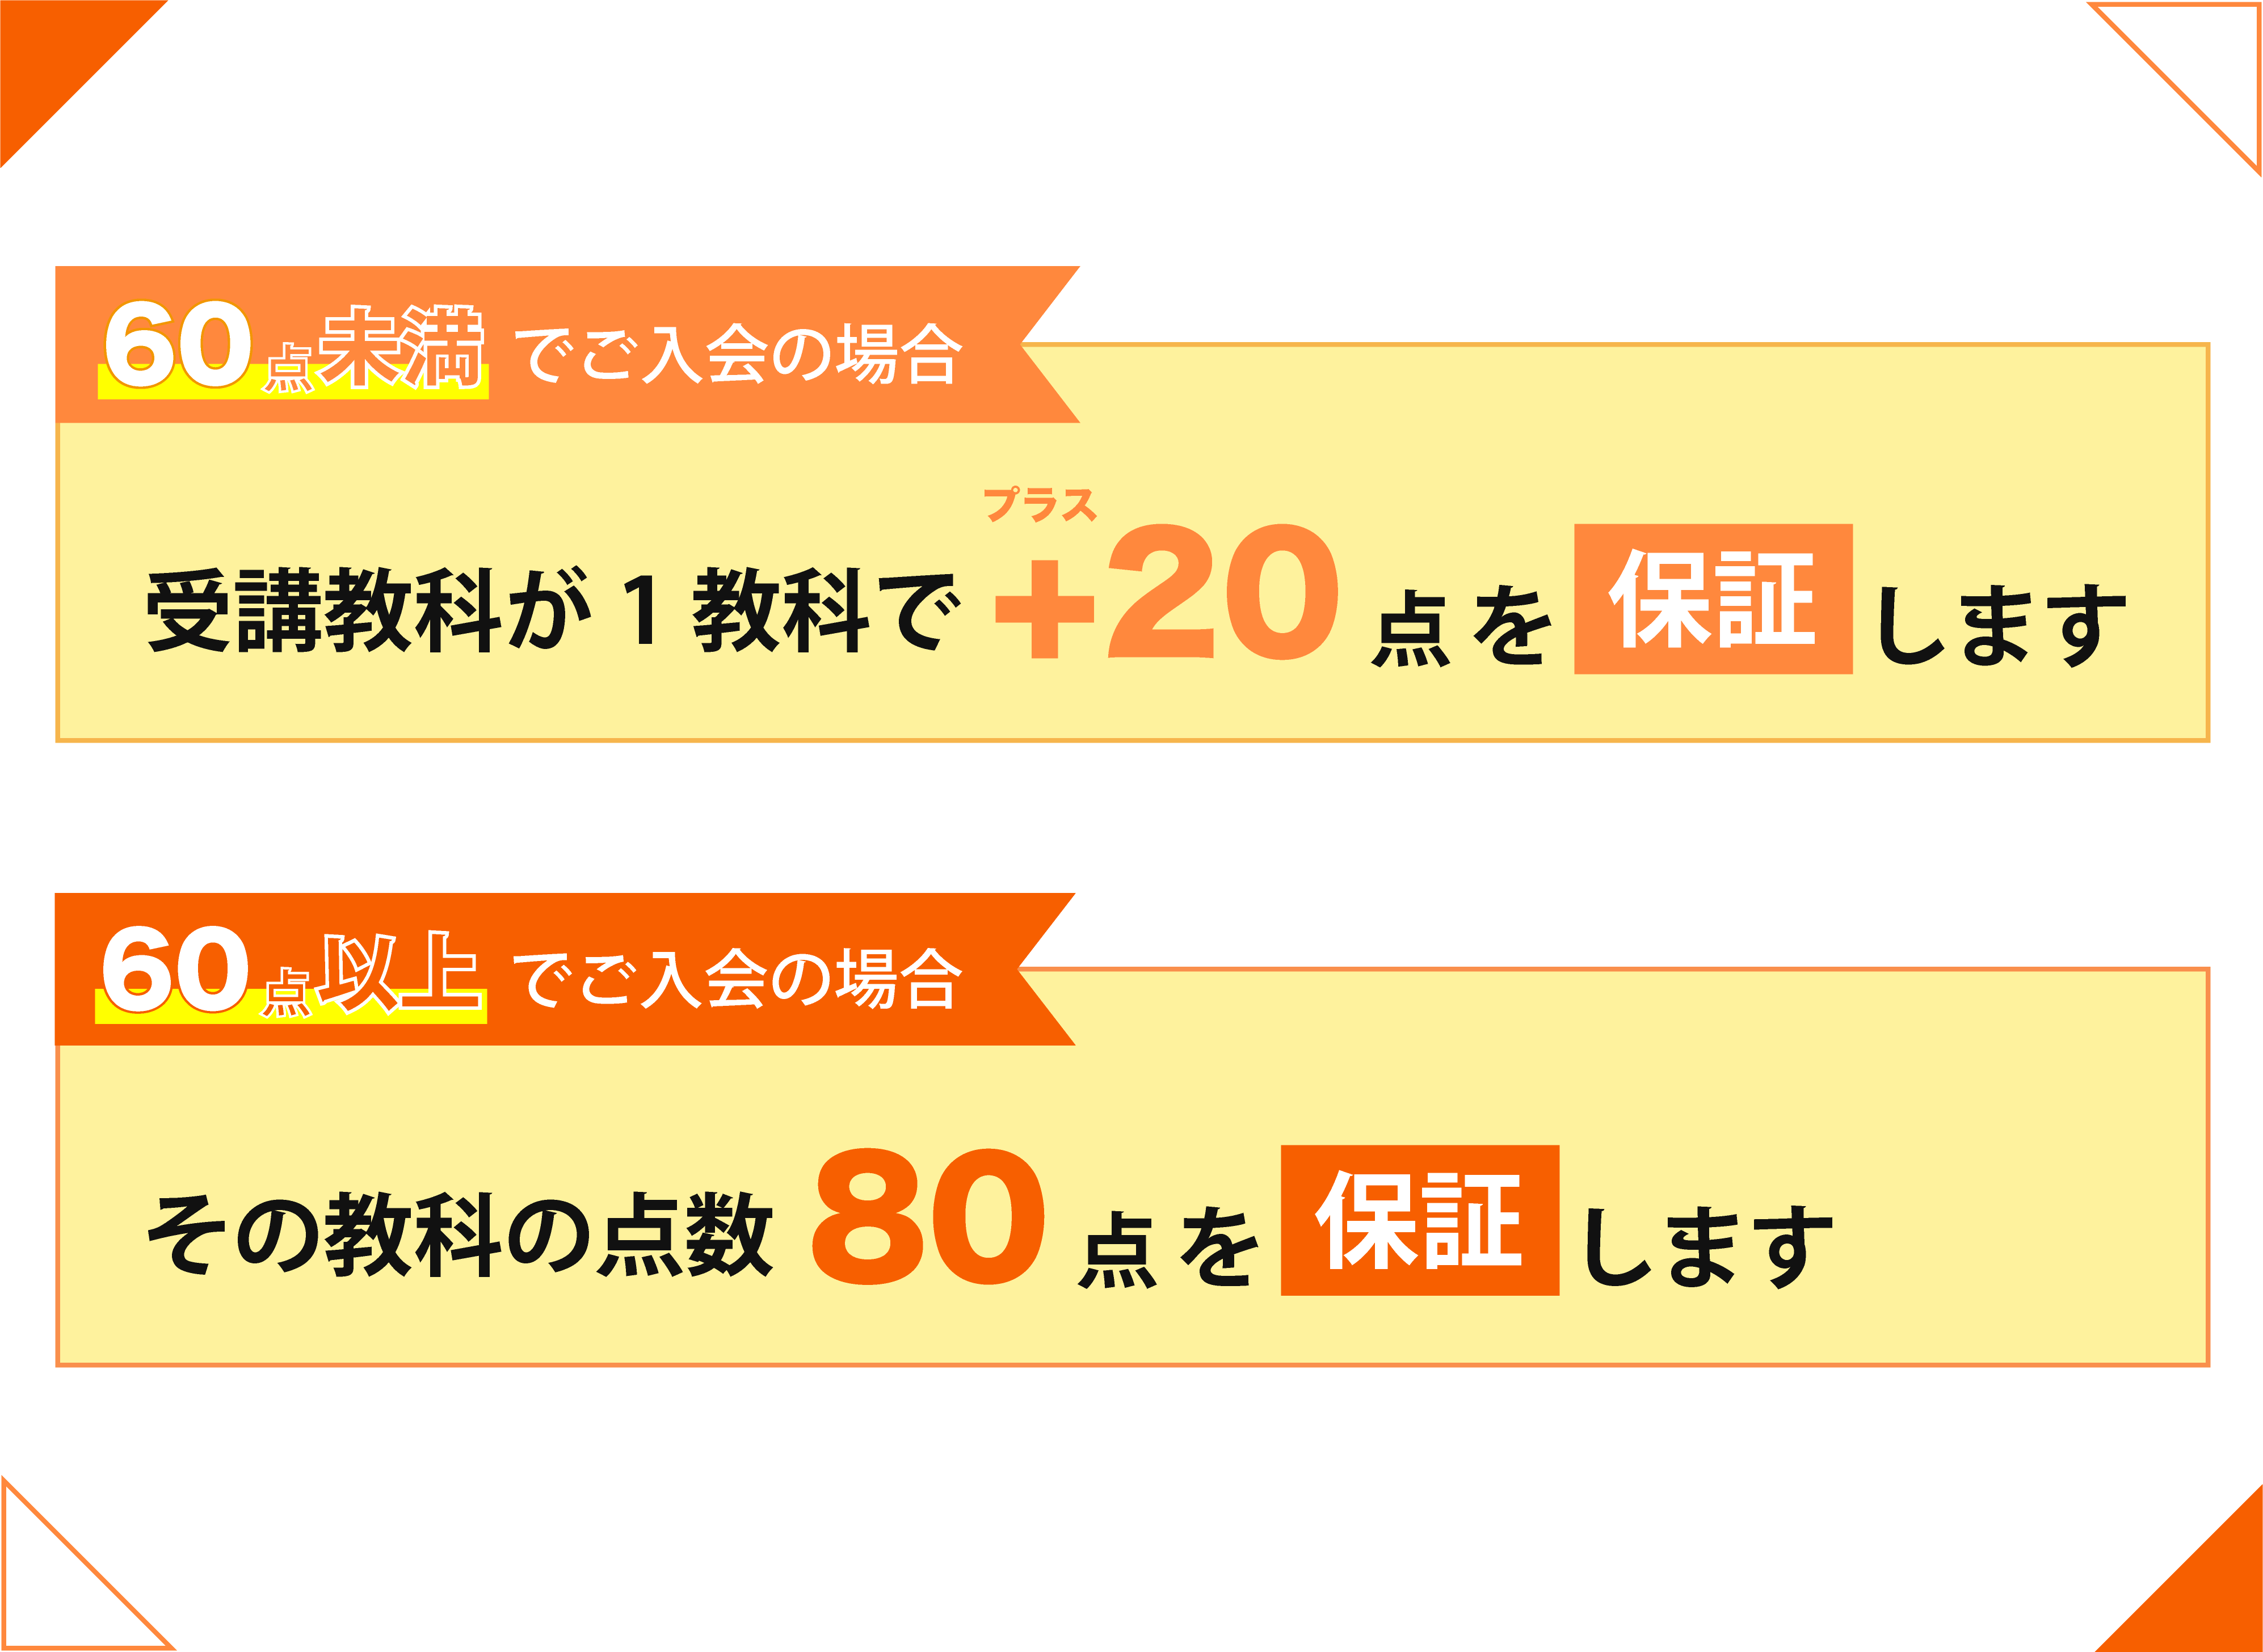 60点未満でご入会の場合
プラス
受講教科が1教科で+20点を保証します
60点以上でご入会の場合
その教科の点数80点を保証します